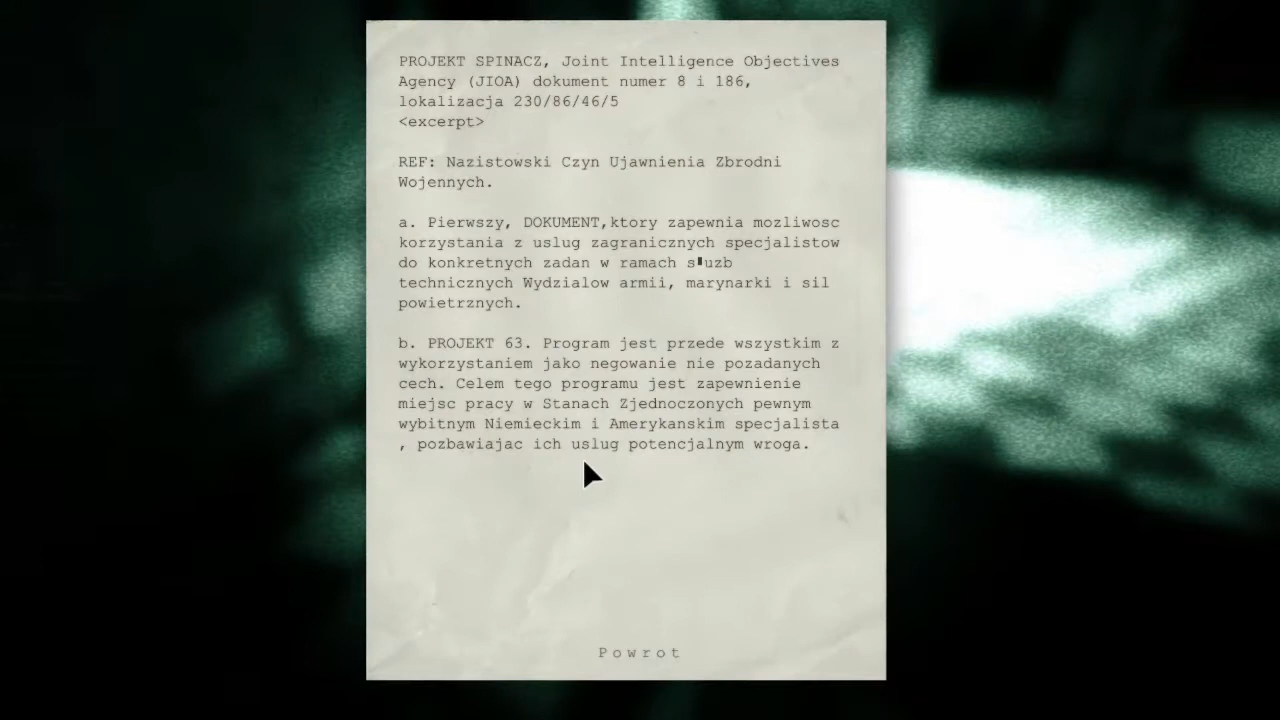 PROJEKT SPINACZ, Joint Intelligence Objectives
Agency (JIOA) dokument numer 8 i 186,
lokalizacja 230/86/46/5
<excerpt>
REF: Nazistowski Czyn Ujawnienia Zbrodni
Wojennych.
a. Pierwszy, DOKUMENT,ktory zapewnia mozliwosc
korzystania z uslug zagranicznych specjalistow
do konkretnych zadan w ramach s▮uzb
technicznych Wydzialow armii, marynarki i sil
powietrznych.
b. PROJEKT 63. Program jest przede wszystkim z
wykorzystaniem jako negowanie nie pozadanych
cech. Celem tego programu jest zapewnienie
miejsc pracy w Stanach Zjednoczonych pewnym
wybitnym Niemieckim i Amerykanskim specjalista
, pozbawiajac ich uslug potencjalnym wroga.
Powrot